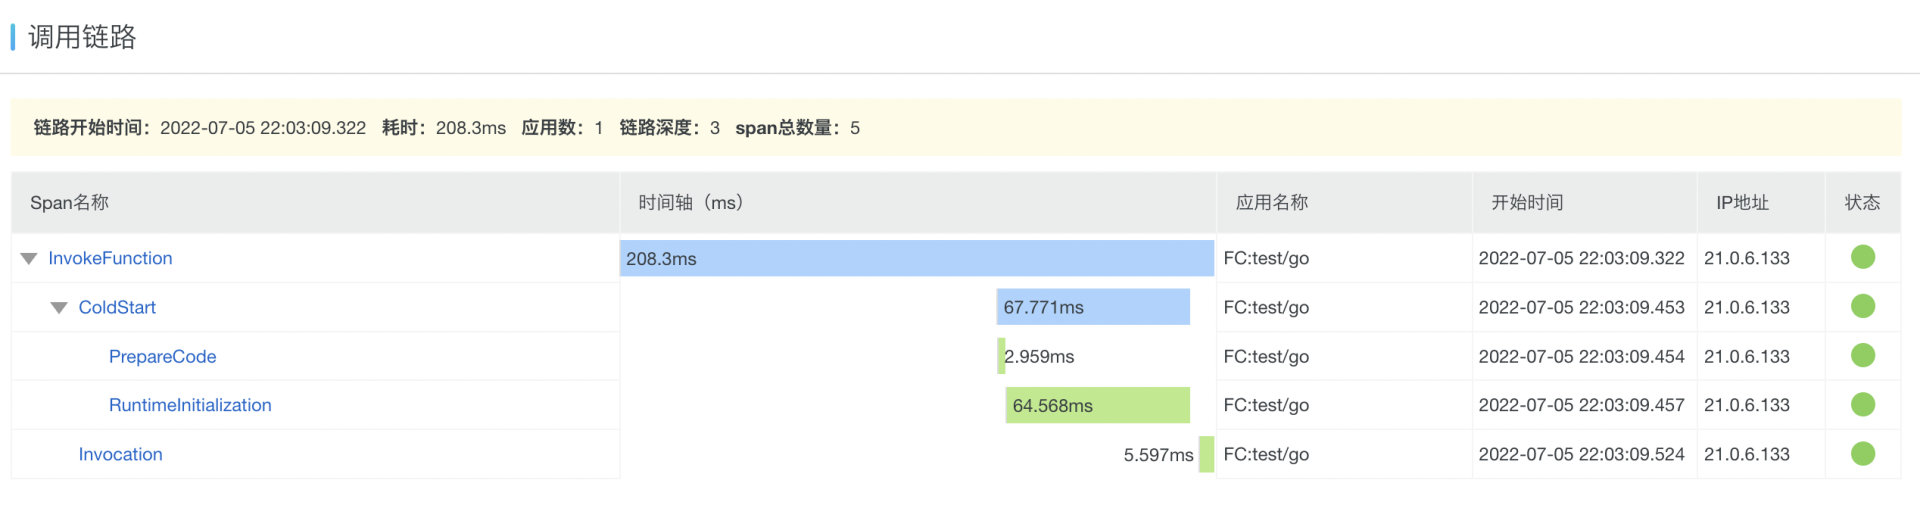 调用链路
链路开始时间：2022-07-05 22:03:09.322 耗时：208.3ms 应用数：1 链路深度：3 span总数量：5
Span名称 时间轴（ms） 应用名称 开始时间 IP地址 状态
InvokeFunction 208.3ms FC:test/go 2022-07-05 22:03:09.322 21.0.6.133
ColdStart 67.771ms FC:test/go 2022-07-05 22:03:09.453 21.0.6.133
PrepareCode 2.959ms FC:test/go 2022-07-05 22:03:09.454 21.0.6.133
RuntimeInitialization 64.568ms FC:test/go 2022-07-05 22:03:09.457 21.0.6.133
Invocation 5.597ms FC:test/go 2022-07-05 22:03:09.524 21.0.6.133